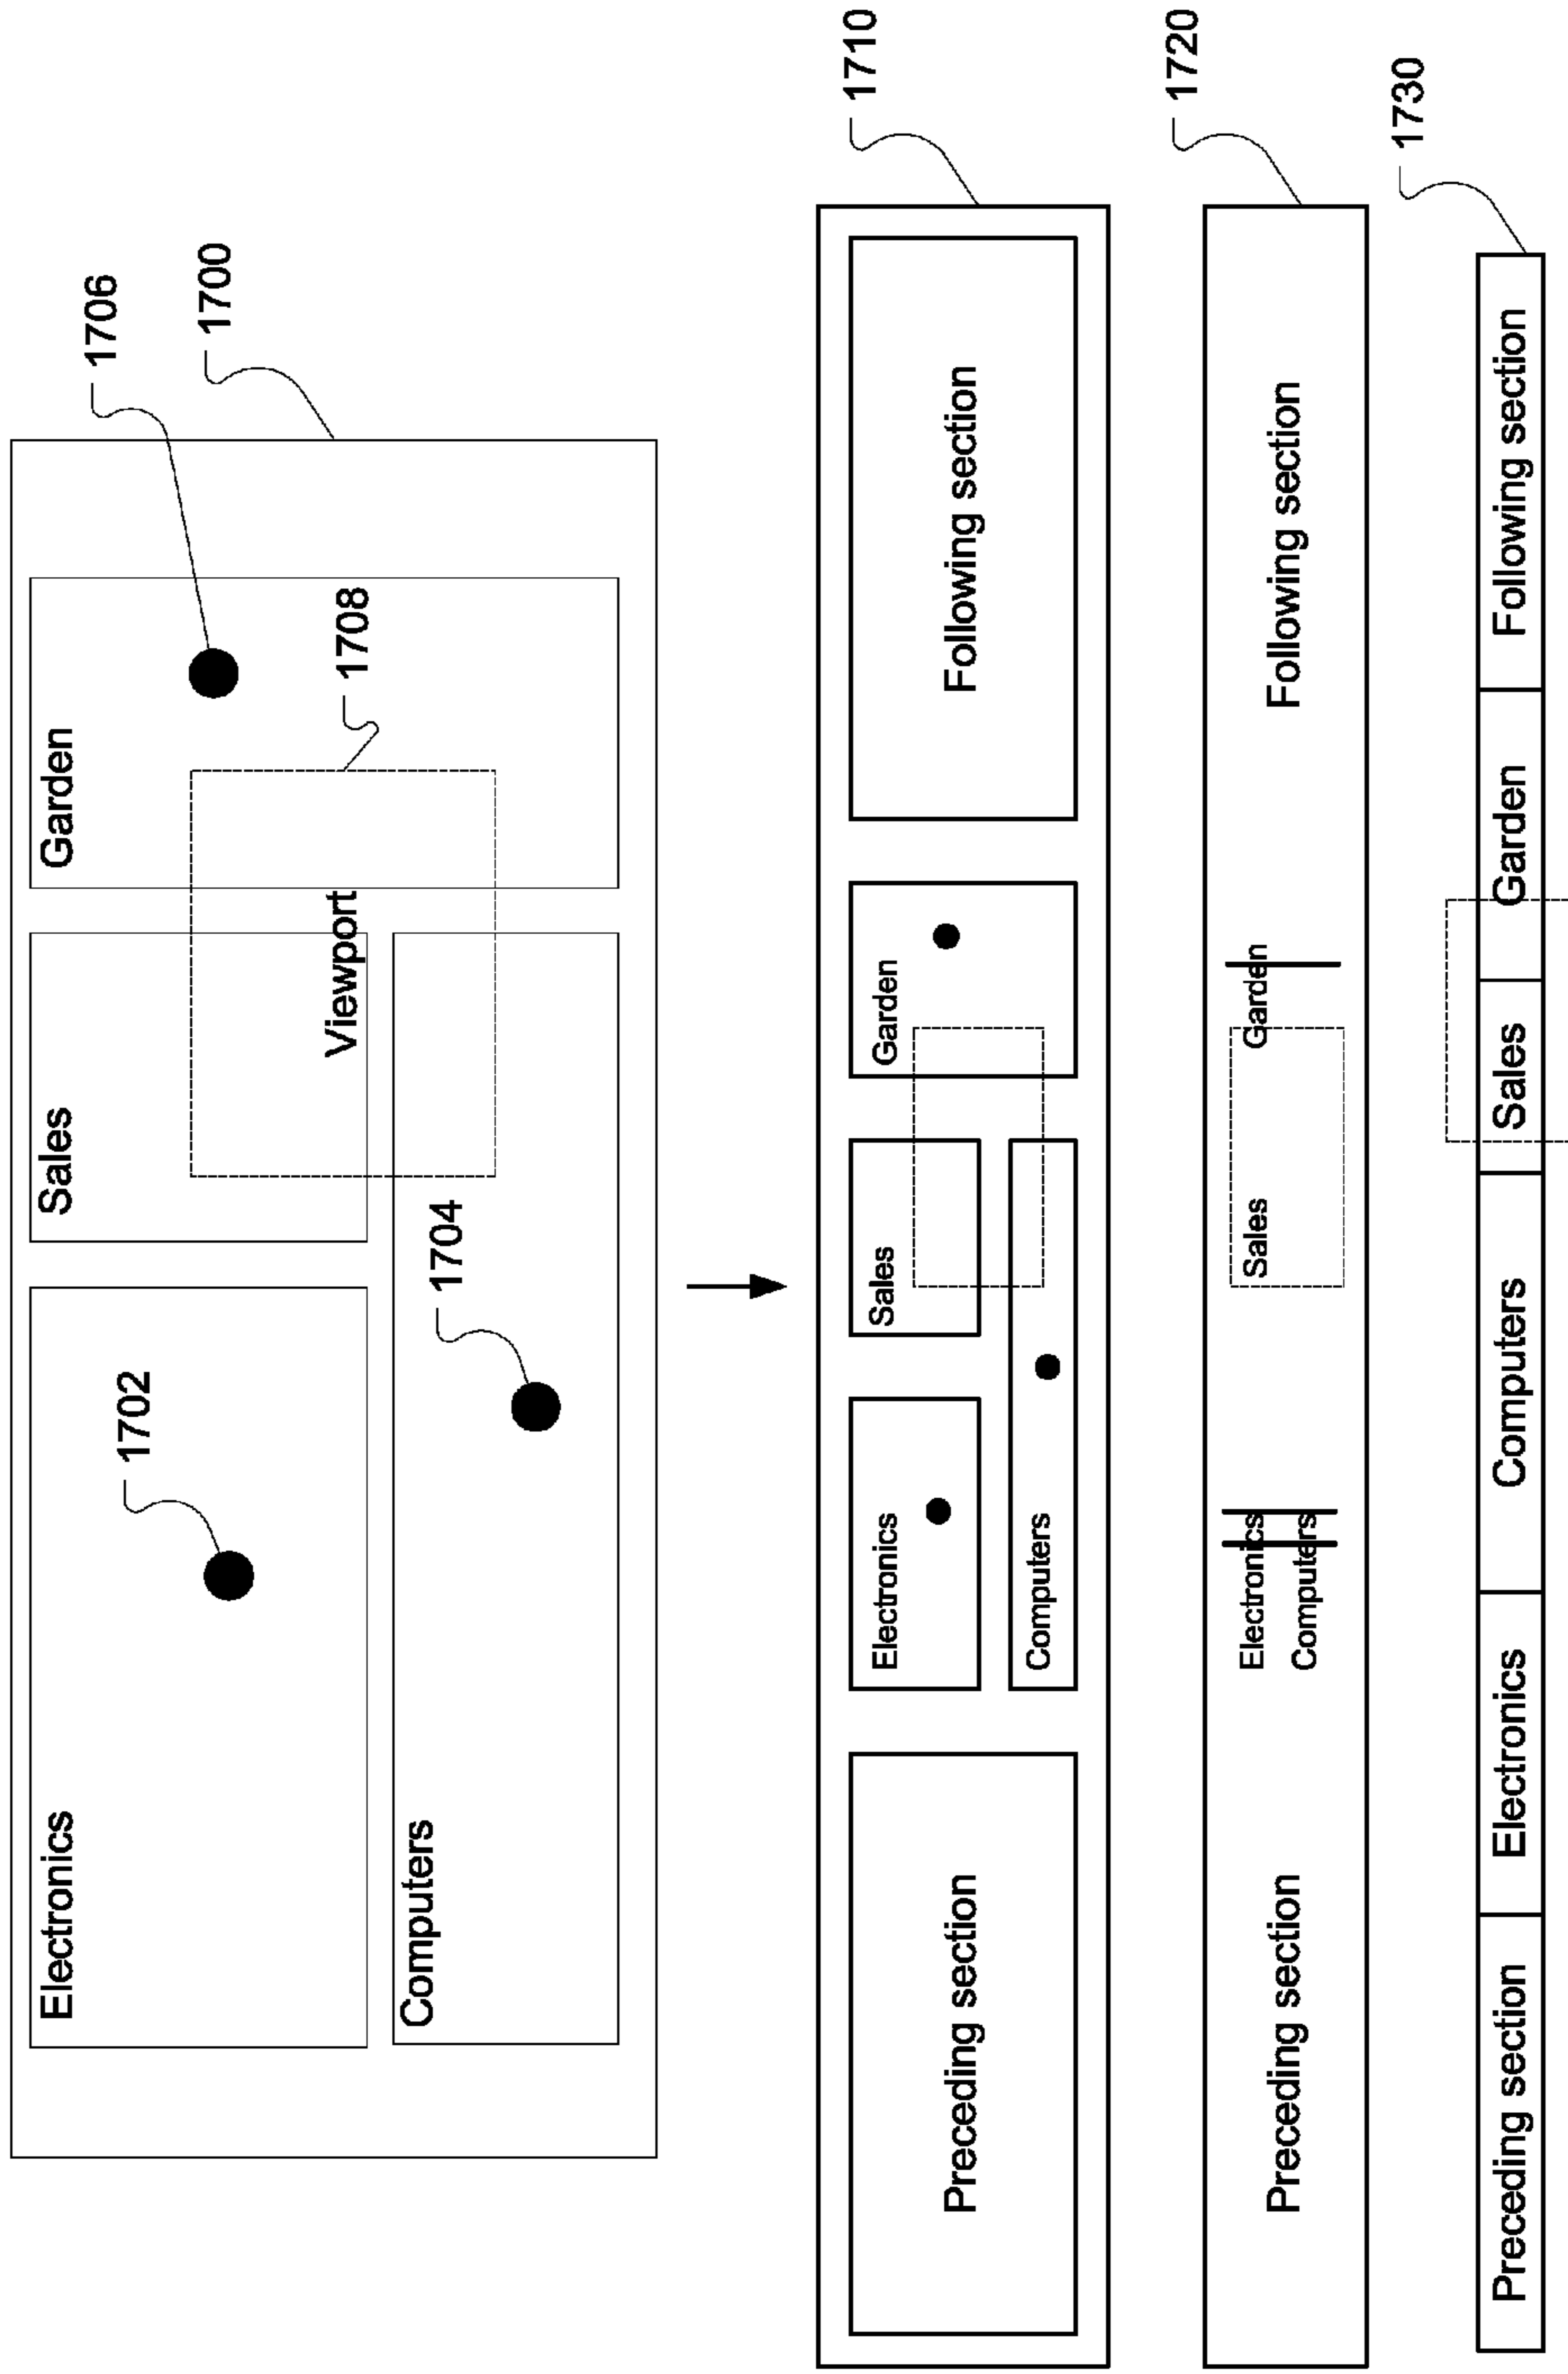 1706
1700
Electronics
Sales
Garden
1702
Viewport
1708
Computers
1704
1710
Preceding section
Electronics
Sales
Garden
Computers
Following section
1720
Preceding section
Electronics
Computers
Sales
Garden
Following section
1730
Preceding section
Electronics
Computers
Sales
Garden
Following section